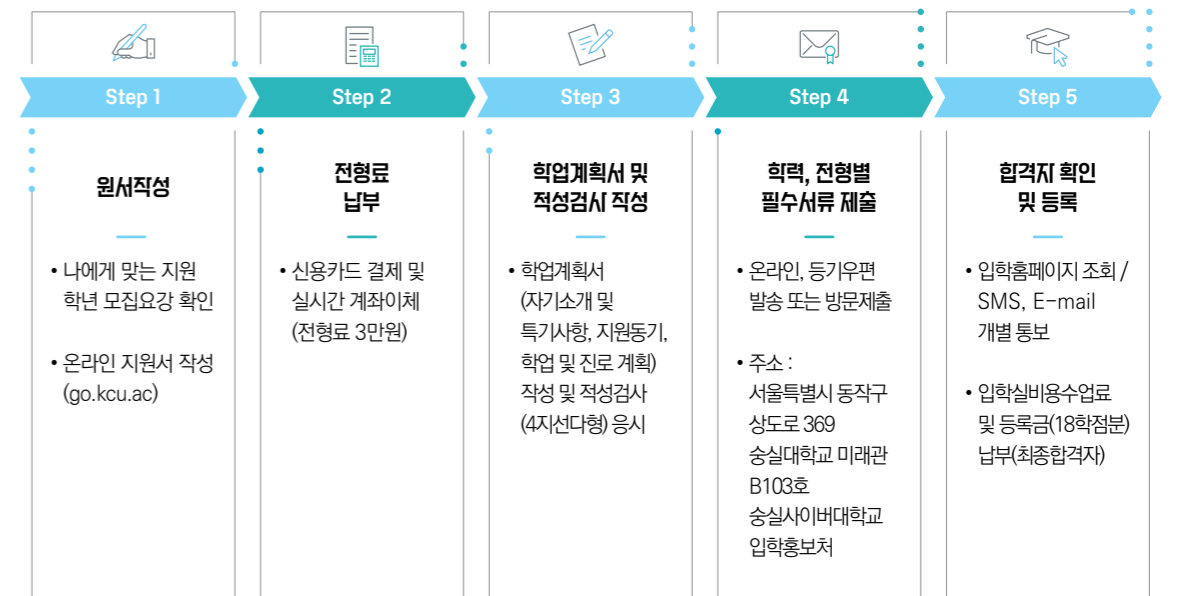 Step 1
원서작성
• 나에게 맞는 지원
학년 모집요강 확인
• 온라인 지원서 작성
(go.kcu.ac)
Step 2
전형료
납부
• 신용카드 결제 및
실시간 계좌이체
(전형료 3만원)
Step 3
학업계획서 및
적성검사 작성
• 학업계획서
(자기소개 및
특기사항, 지원동기,
학업 및 진로 계획)
작성 및 적성검사
(4지선다형) 응시
Step 4
학력, 전형별
필수서류 제출
• 온라인, 등기우편
발송 또는 방문제출
• 주소 :
서울특별시 동작구
상도로 369
숭실대학교 미래관
B103호
숭실사이버대학교
입학홍보처
Step 5
합격자 확인
및 등록
• 입학홈페이지 조회 /
SMS, E-mail
개별 통보
• 입학실비용수업료
및 등록금(18학점분)
납부(최종합격자)